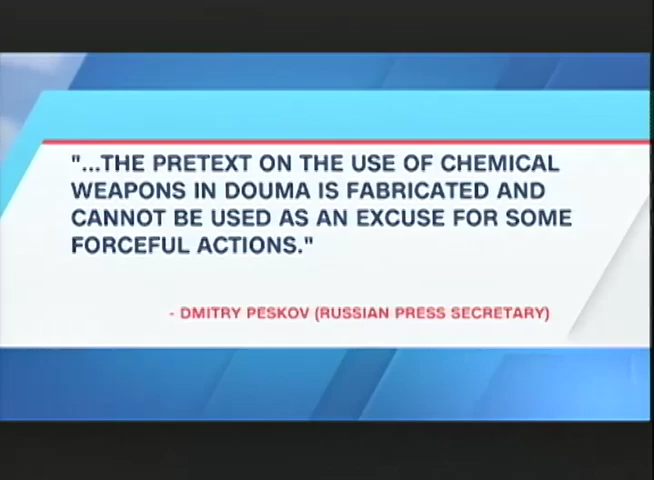 "...THE PRETEXT ON THE USE OF CHEMICAL
WEAPONS IN DOUMA IS FABRICATED AND
CANNOT BE USED AS AN EXCUSE FOR SOME
FORCEFUL ACTIONS."
- DMITRY PESKOV (RUSSIAN PRESS SECRETARY)